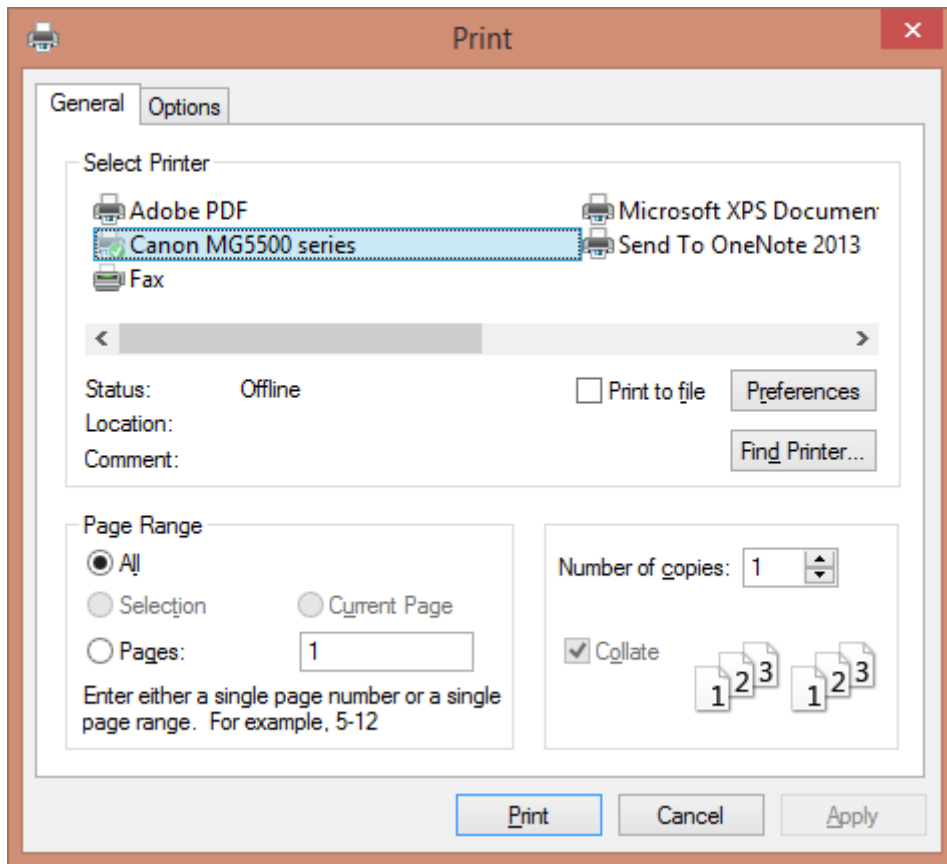 Print
General Options
Select Printer
Adobe PDF Microsoft XPS Documen
Canon MG5500 series Send To OneNote 2013
Fax
Status: Offline Print to file Preferences
Location:
Comment: Find Printer...
Page Range
All
Number of copies: 1
Selection Current Page
Pages: 1
Collate 1 2 3 1 2 3
Enter either a single page number or a single
page range. For example, 5-12
Print Cancel Apply